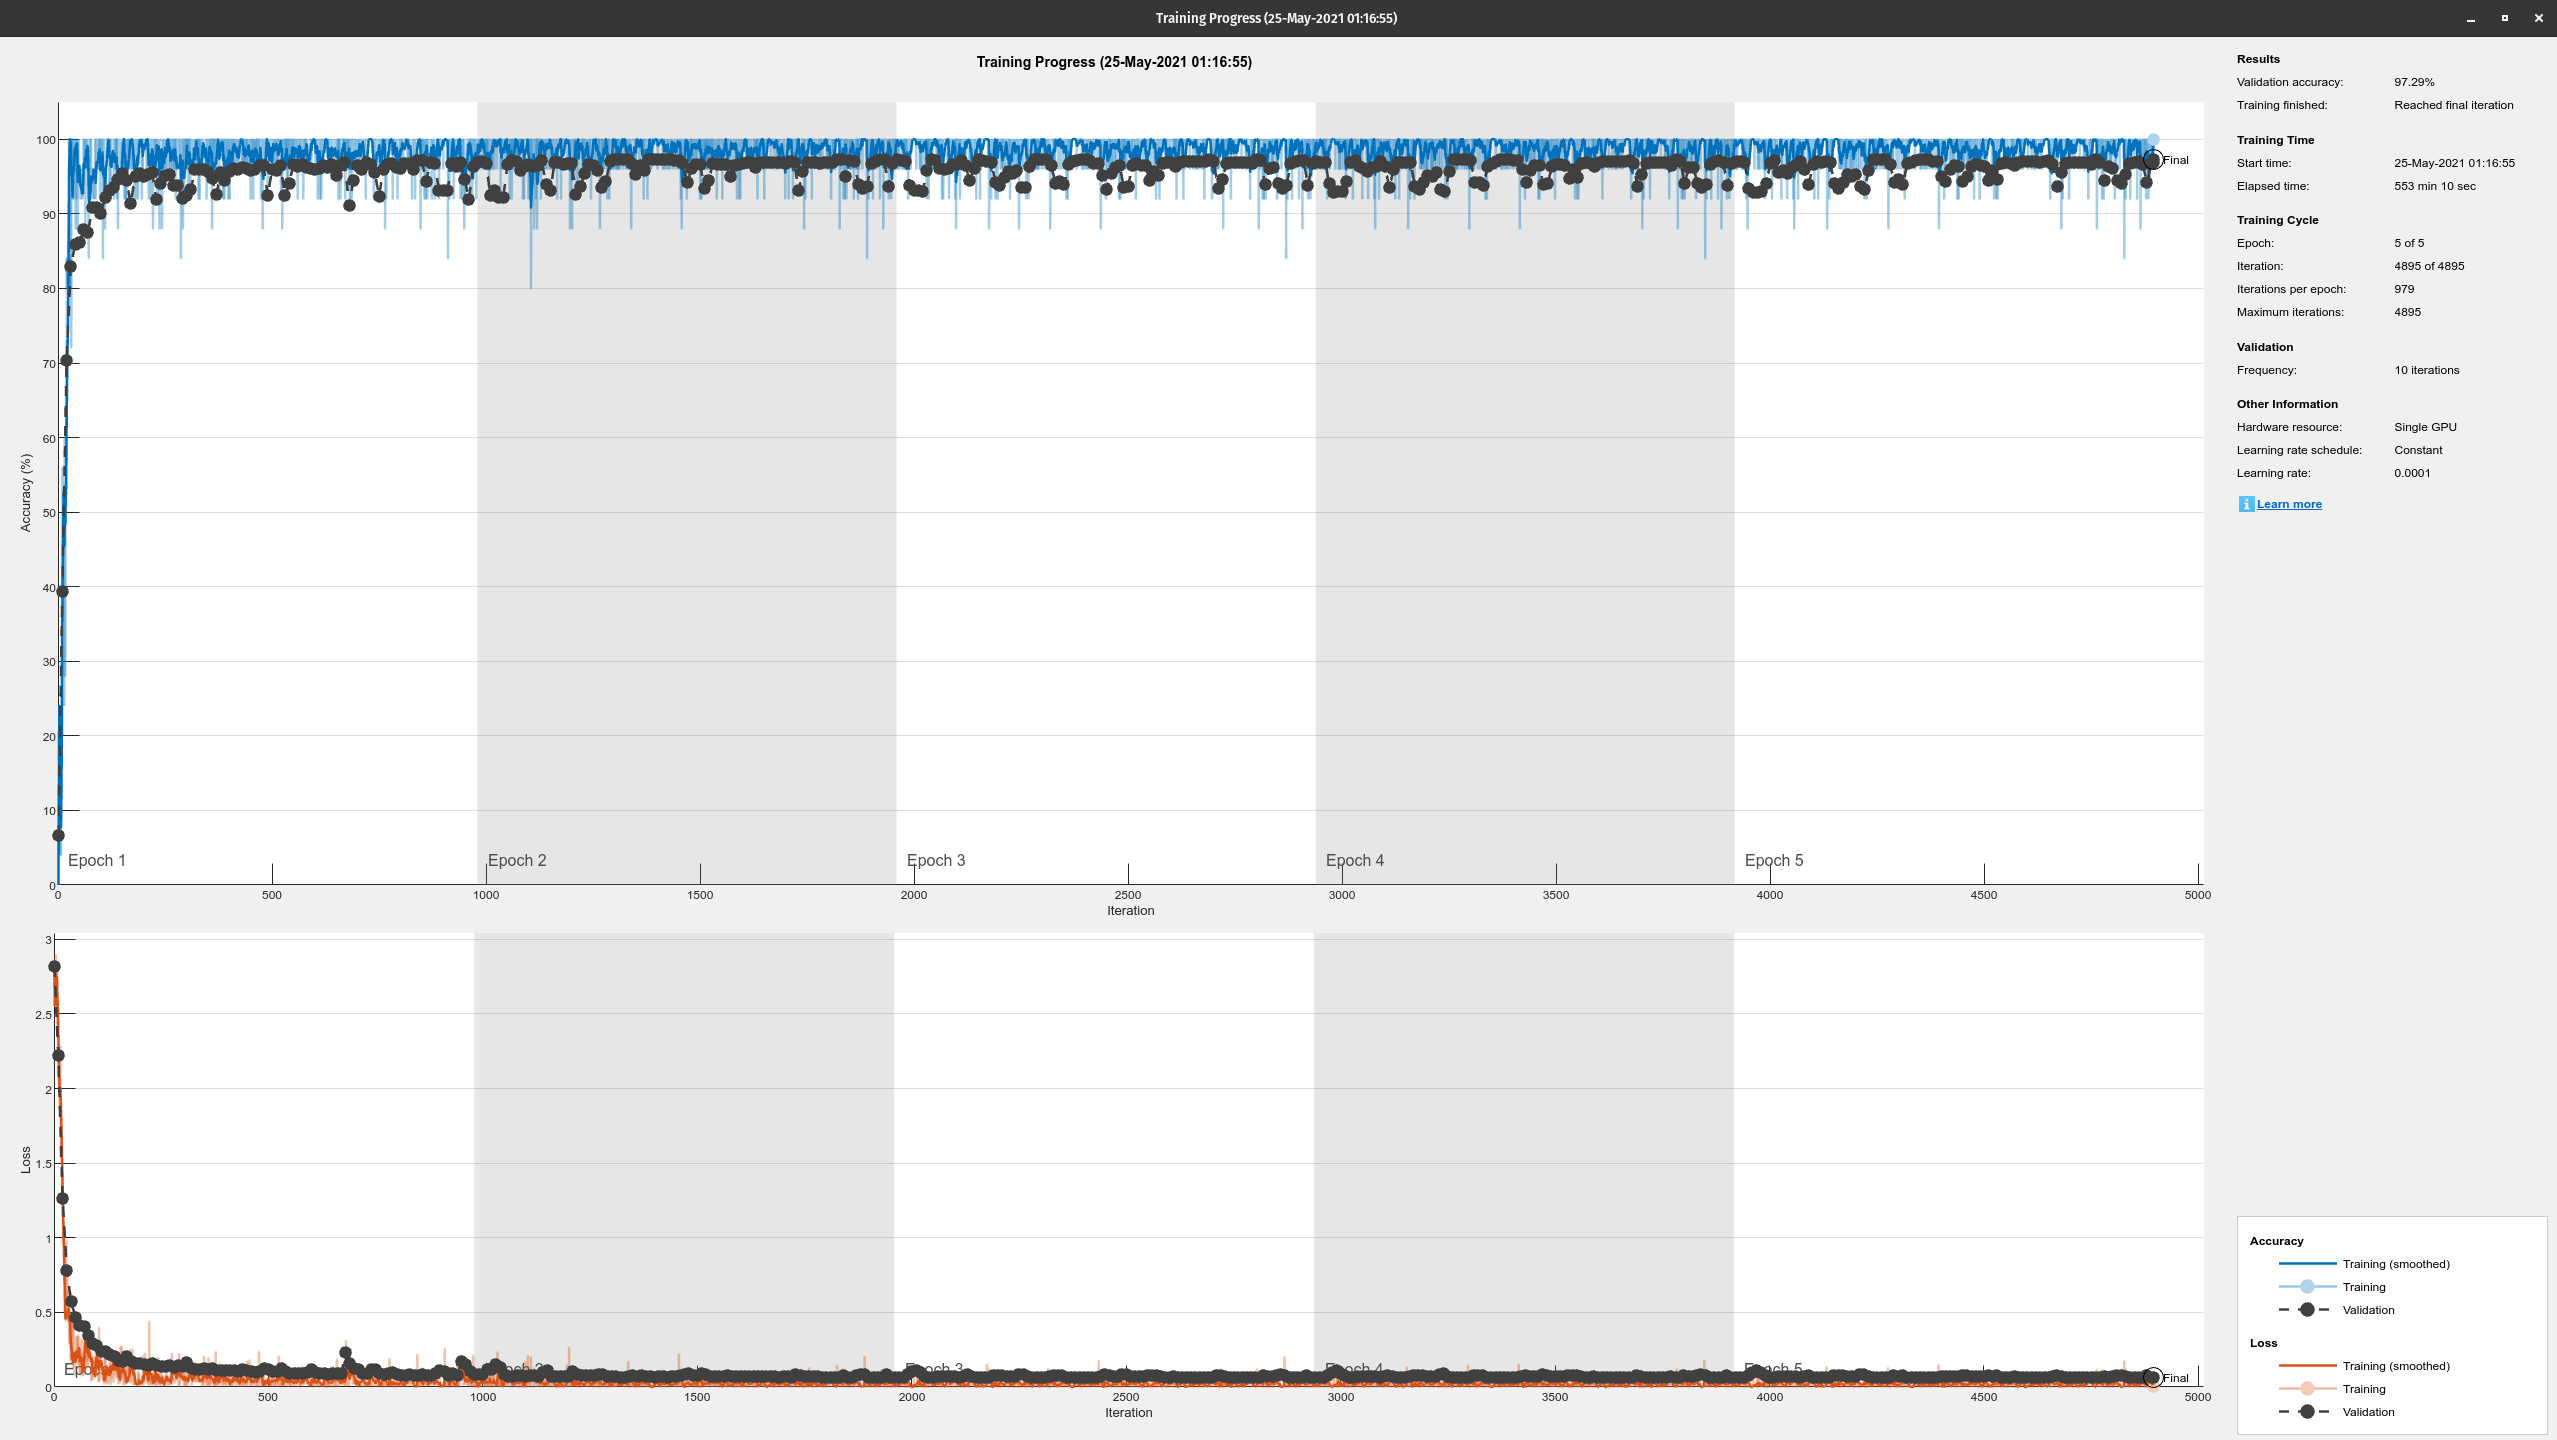 Training Progress (25-May-2021 01:16:55)
Training Progress (25-May-2021 01:16:55)
100
90
80
70
60
50
40
30
20
10
0
Accuracy (%)
Epoch 1 Epoch 2 Epoch 3 Epoch 4 Epoch 5
0 500 1000 1500 2000 2500 3000 3500 4000 4500 5000
Iteration
Final
3
2.5
2
1.5
1
0.5
0
Loss
Epoch 3 Epoch 4 Epoch 5
0 500 1000 1500 2000 2500 3000 3500 4000 4500 5000
Iteration
Final
Results
Validation accuracy: 97.29%
Training finished: Reached final iteration
Training Time
Start time: 25-May-2021 01:16:55
Elapsed time: 553 min 10 sec
Training Cycle
Epoch: 5 of 5
Iteration: 4895 of 4895
Iterations per epoch: 979
Maximum iterations: 4895
Validation
Frequency: 10 iterations
Other Information
Hardware resource: Single GPU
Learning rate schedule: Constant
Learning rate: 0.0001
Learn more
Accuracy
Training (smoothed)
Training
Validation
Loss
Training (smoothed)
Training
Validation